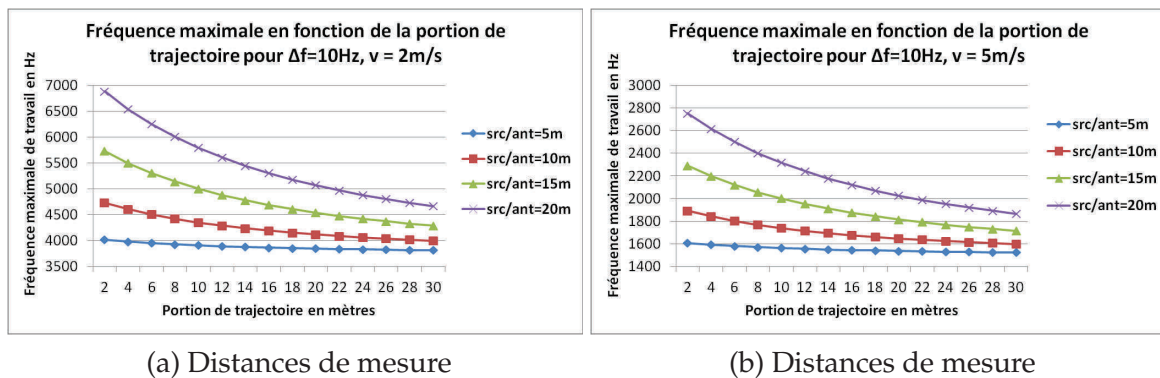 Fréquence maximale en fonction de la portion de
trajectoire pour Δf=10Hz, v = 2m/s
Fréquence maximale de travail en Hz
7000
6500
6000
5500
5000
4500
4000
3500
2 4 6 8 10 12 14 16 18 20 22 24 26 28 30
Portion de trajectoire en mètres
src/ant=5m
src/ant=10m
src/ant=15m
src/ant=20m
(a) Distances de mesure
Fréquence maximale en fonction de la portion de
trajectoire pour Δf=10Hz, v = 5m/s
Fréquence maximale de travail en Hz
3000
2800
2600
2400
2200
2000
1800
1600
1400
2 4 6 8 10 12 14 16 18 20 22 24 26 28 30
Portion de trajectoire en mètres
src/ant=5m
src/ant=10m
src/ant=15m
src/ant=20m
(b) Distances de mesure